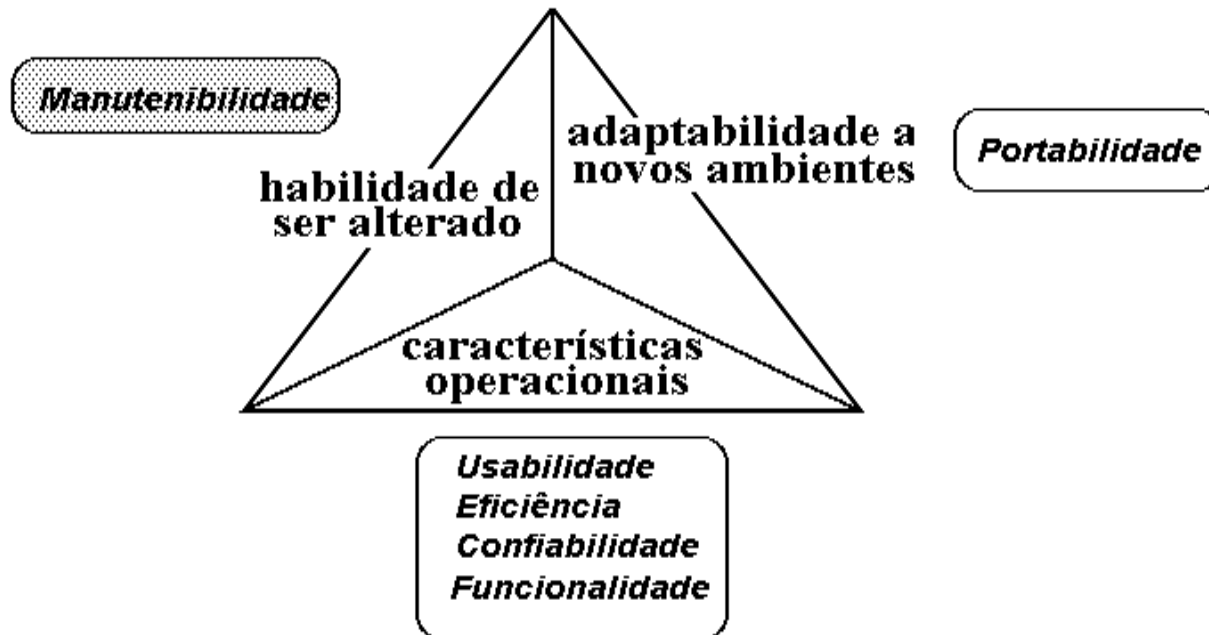 Manutenibilidade
adaptabilidade a
novos ambientes
Portabilidade
habilidade de
ser alterado
características
operacionais
Usabilidade
Eficiência
Confiabilidade
Funcionalidade